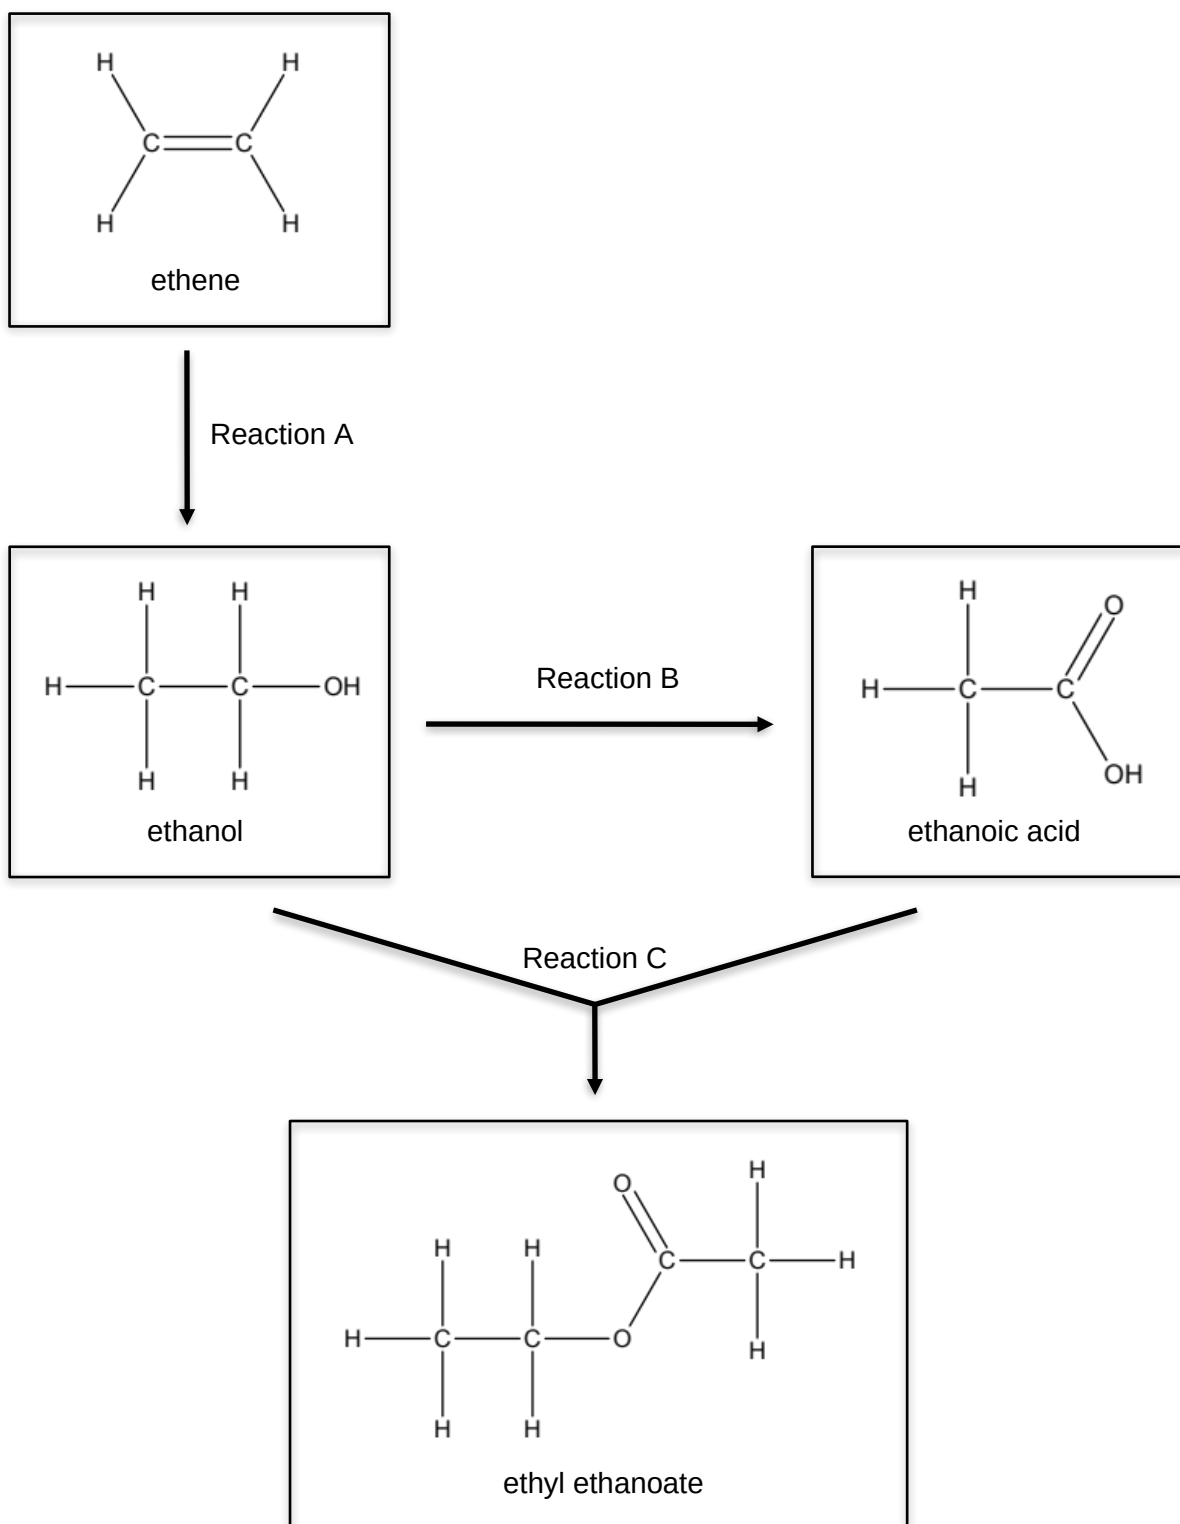 H H
C C
H H
ethene
Reaction A
H H
H C C OH
H H
ethanol
Reaction B
H O
H C C
H OH
ethanoic acid
Reaction C
O H
H H C C H
H C C O H
H H
ethyl ethanoate